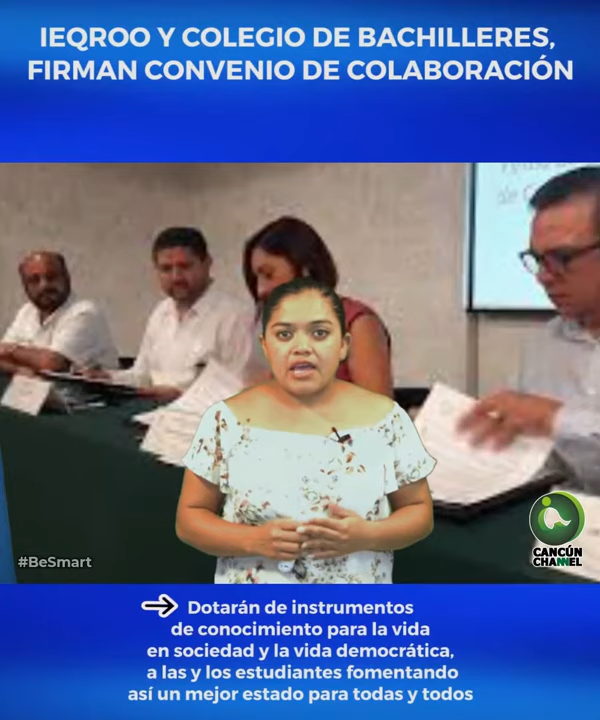 IEQROO Y COLEGIO DE BACHILLERES,
FIRMAN CONVENIO DE COLABORACIÓN
#BeSmart
CANCÚN
CHANNEL
Dotarán de instrumentos
de conocimiento para la vida
en sociedad y la vida democrática,
a las y los estudiantes fomentando
así un mejor estado para todas y todos